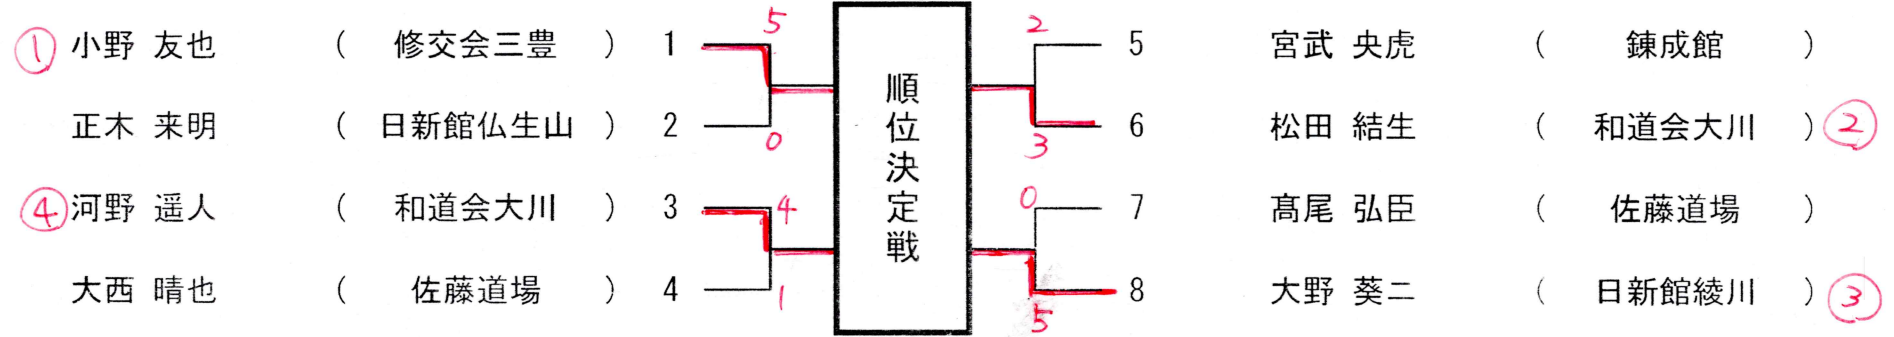 ① 小野 友也 ( 修交会三豊 ) 1 5 2 5 宮武 央虎 ( 錬成館 )
正木 来明 ( 日新館仏生山 ) 2 0 3 6 松田 結生 ( 和道会大川 ) ②
④ 河野 遥人 ( 和道会大川 ) 3 4 0 7 髙尾 弘臣 ( 佐藤道場 )
大西 晴也 ( 佐藤道場 ) 4 1 5 8 大野 葵二 ( 日新館綾川 ) ③
順位決定戦